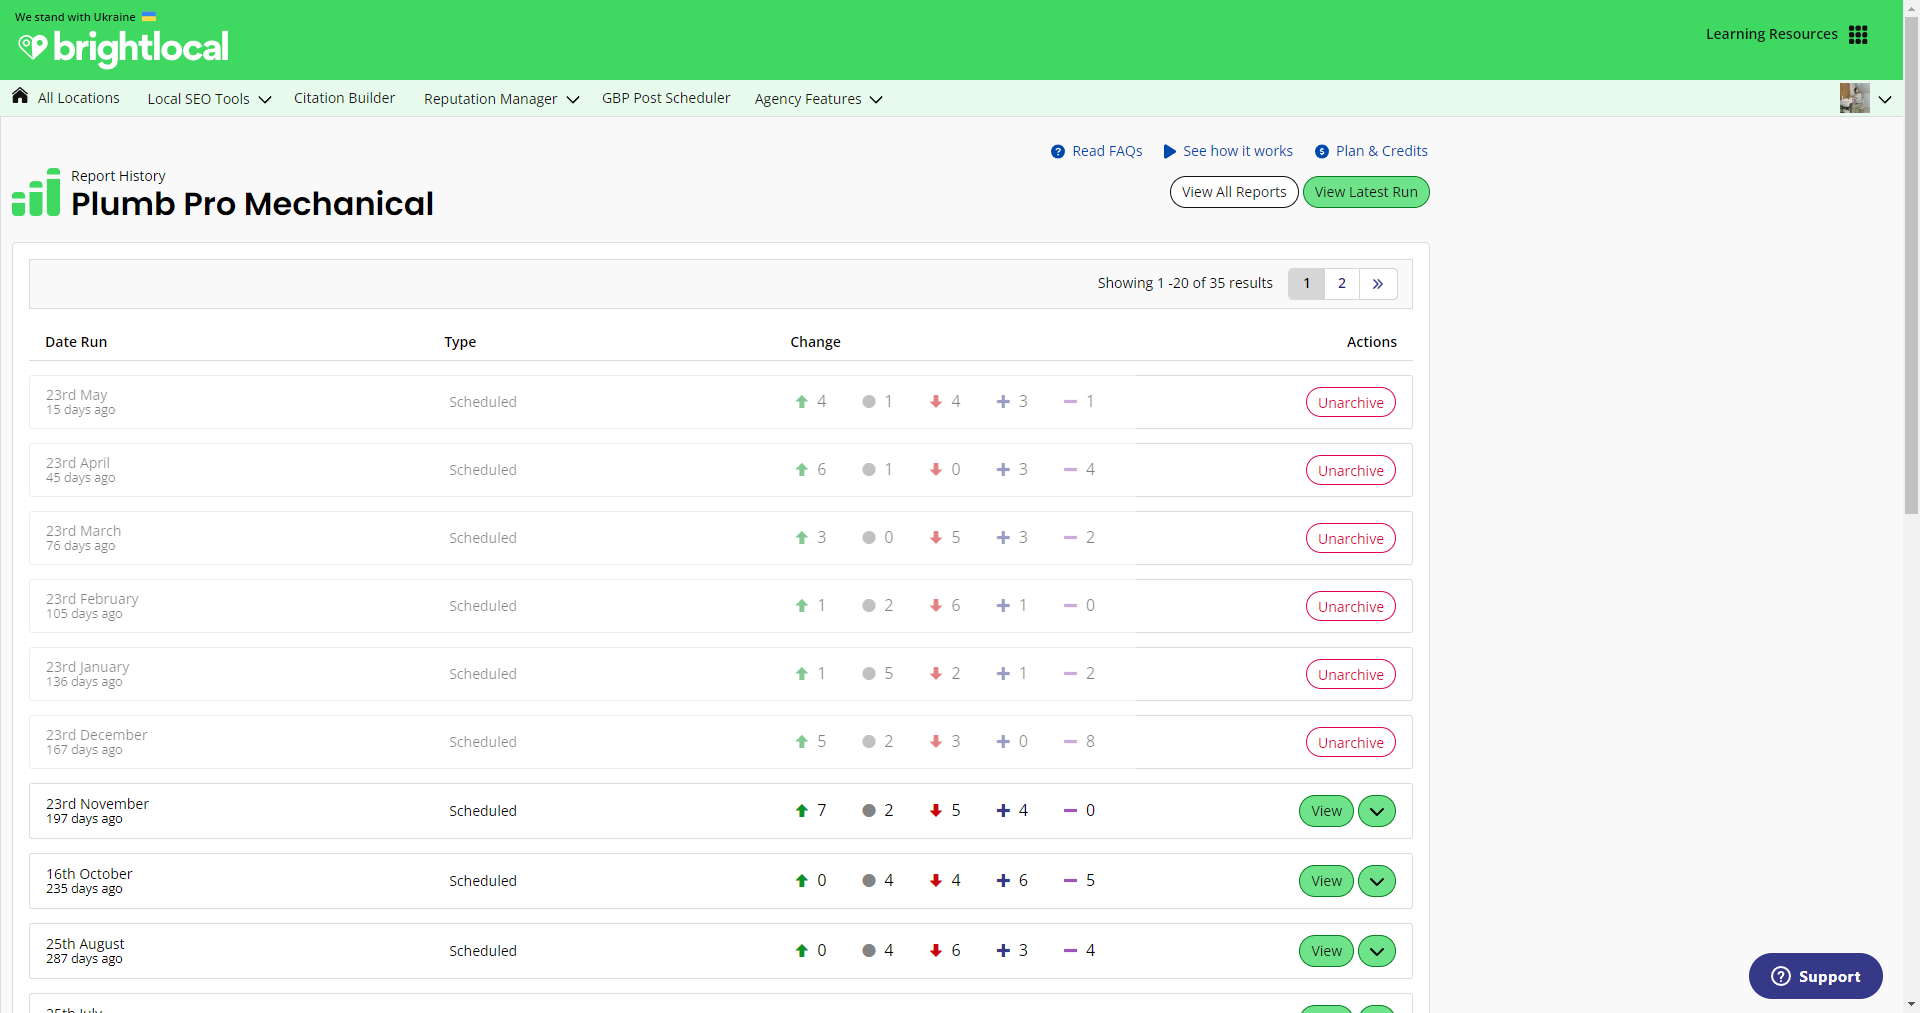 We stand with Ukraine
brightlocal
Learning Resources
All Locations Local SEO Tools Citation Builder Reputation Manager GBP Post Scheduler Agency Features
Read FAQs See how it works Plan & Credits
Report History
Plumb Pro Mechanical
View All Reports View Latest Run
Showing 1 -20 of 35 results 1 2 »
Date Run Type Change Actions
23rd May
15 days ago
Scheduled 4 1 4 3 1 Unarchive
23rd April
45 days ago
Scheduled 6 1 0 3 4 Unarchive
23rd March
76 days ago
Scheduled 3 0 5 3 2 Unarchive
23rd February
105 days ago
Scheduled 1 2 6 1 0 Unarchive
23rd January
136 days ago
Scheduled 1 5 2 1 2 Unarchive
23rd December
167 days ago
Scheduled 5 2 3 0 8 Unarchive
23rd November
197 days ago
Scheduled 7 2 5 4 0 View
16th October
235 days ago
Scheduled 0 4 4 6 5 View
25th August
287 days ago
Scheduled 0 4 6 3 4 View
25th July
Support